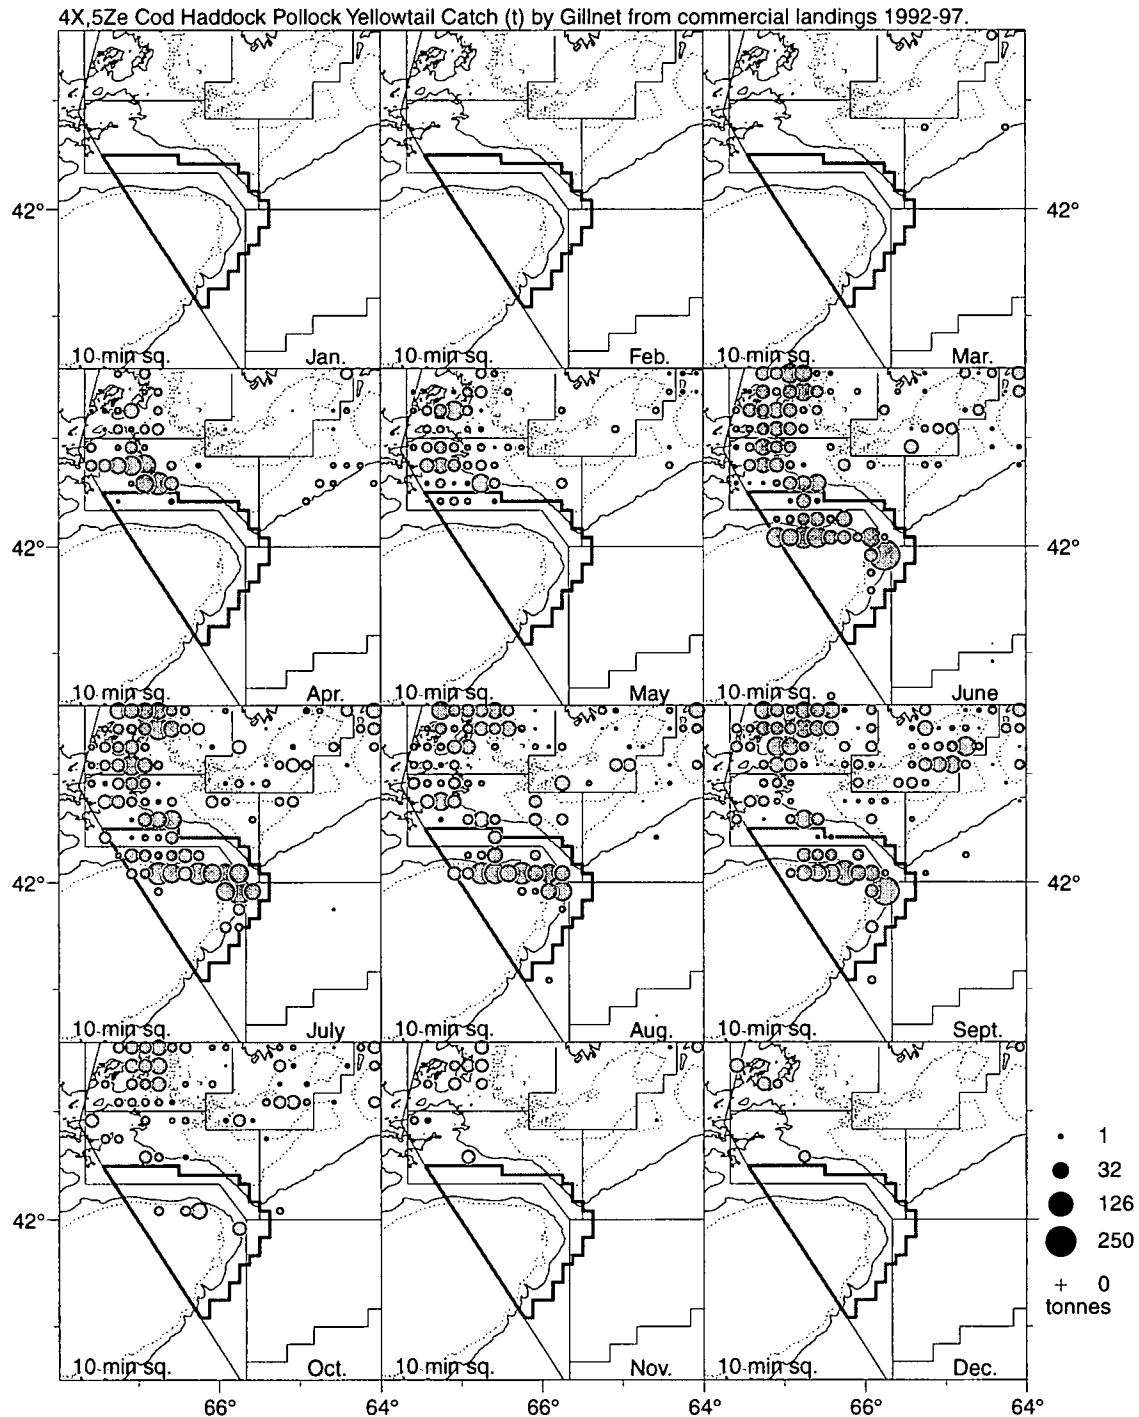 4X,5Ze Cod Haddock Pollock Yellowtail Catch (t) by Gillnet from commercial landings 1992-97.
42° 42°
10 min sq. Jan. 10 min sq. Feb. 10 min sq. Mar.
42° 42°
10 min sq. Apr. 10 min sq. May 10 min sq. June
42° 42°
10 min sq. July 10 min sq. Aug. 10 min sq. Sept.
1
32
126
42° 250
0
tonnes
10 min sq. Oct. 10 min sq. Nov. 10 min sq. Dec.
66° 64° 66° 64° 66° 64°